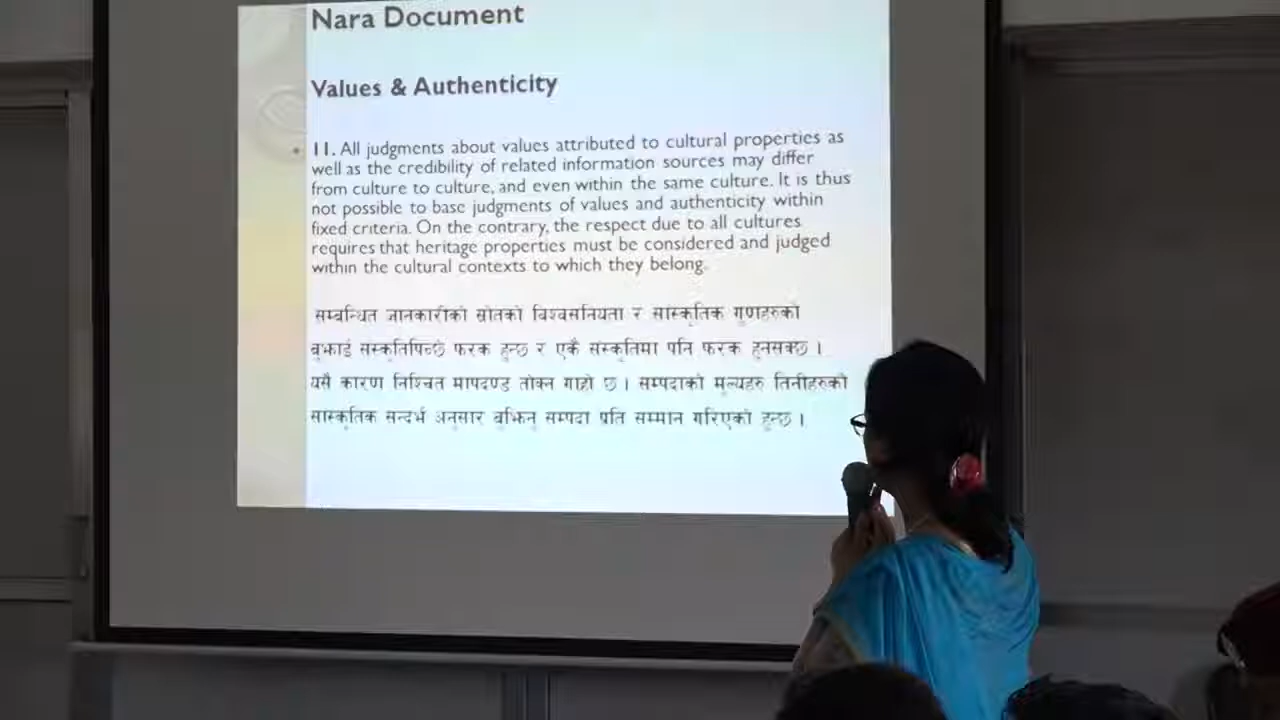 Nara Document
Values & Authenticity
• 11. All judgments about values attributed to cultural properties as
well as the credibility of related information sources may differ
from culture to culture, and even within the same culture. It is thus
not possible to base judgments of values and authenticity within
fixed criteria. On the contrary, the respect due to all cultures
requires that heritage properties must be considered and judged
within the cultural contexts to which they belong.
सम्बन्धित जानकारीको स्रोतको विश्वसनियता र सांस्कृतिक गुणहरुको
बुझाई संस्कृतिपिच्छे फरक हुन्छ र एकै संस्कृतिमा पनि फरक हुनसक्छ ।
यसै कारण निश्चित मापदण्ड तोक्न गाह्रो छ । सम्पदाको मूल्यहरु तिनीहरुको
सांस्कृतिक सन्दर्भ अनुसार बुझिनु सम्पदा प्रति सम्मान गरिएको हुन्छ ।